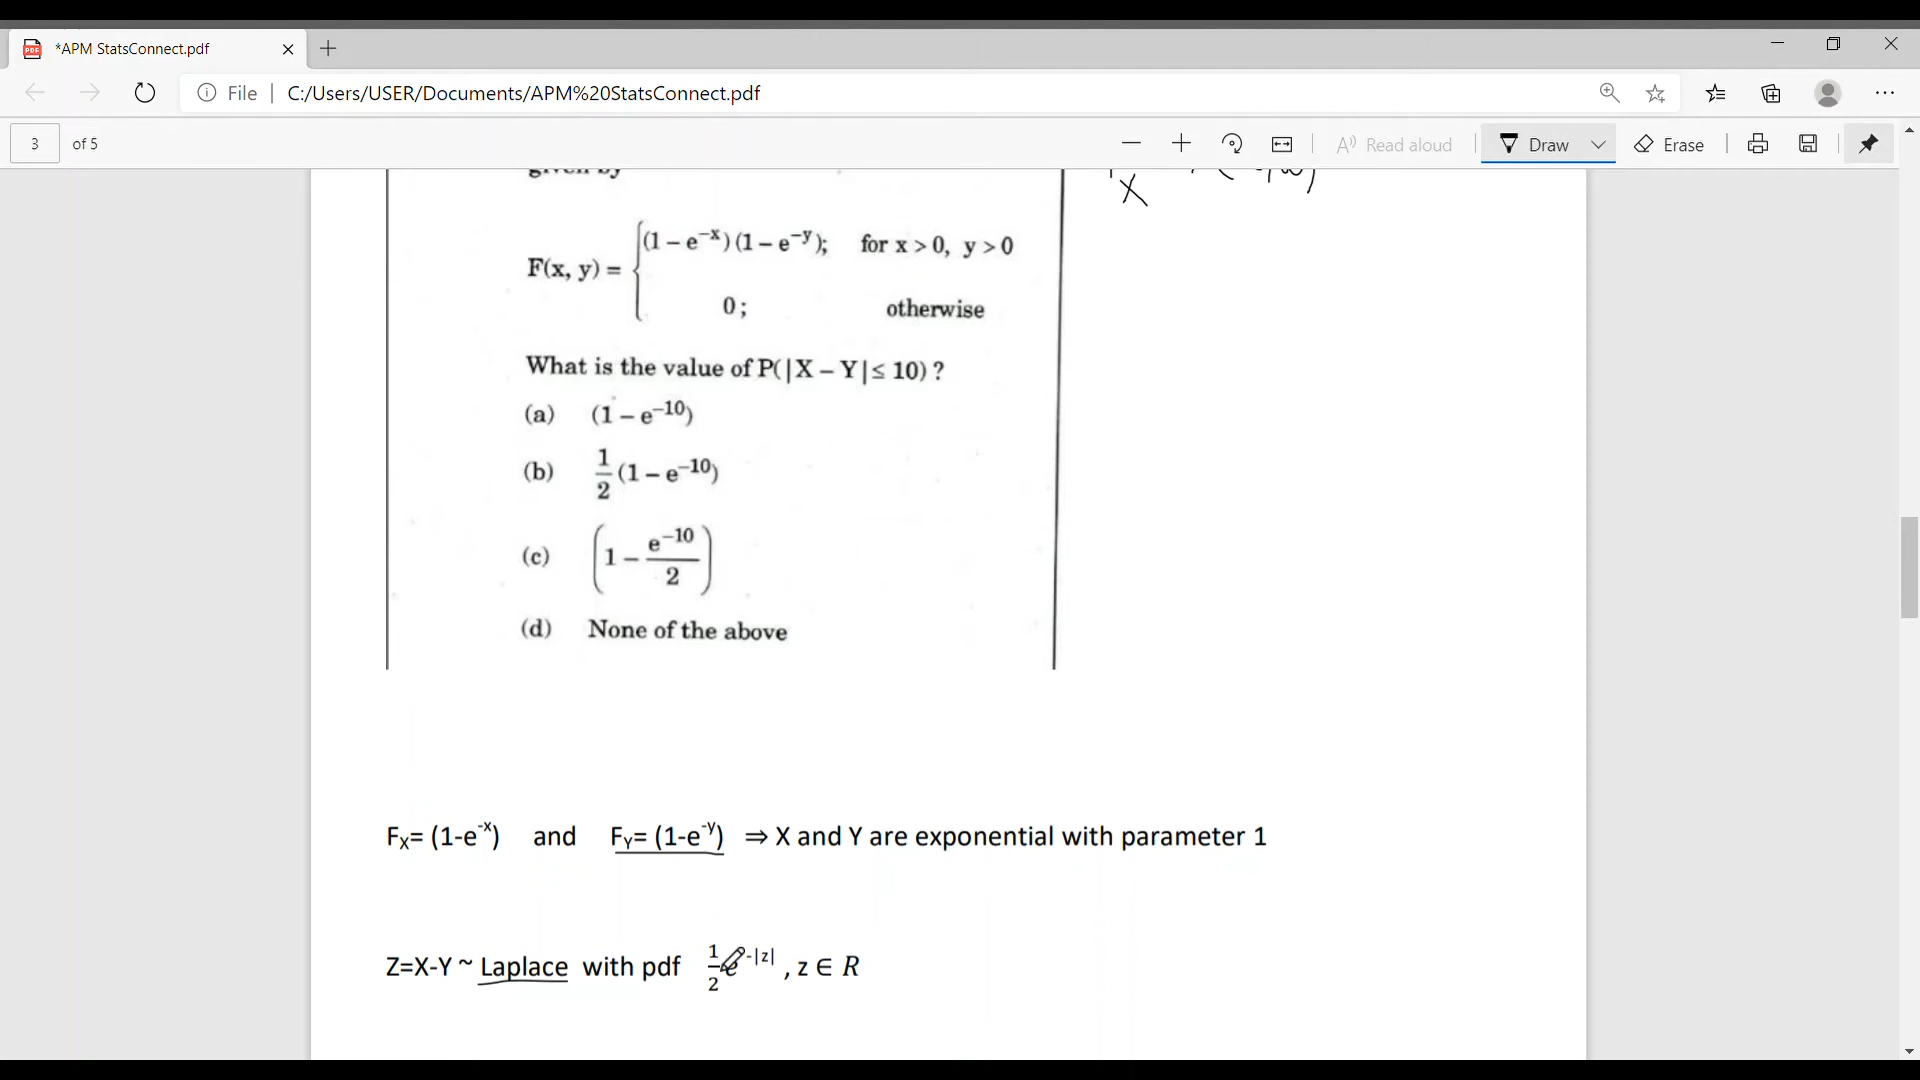 *APM StatsConnect.pdf
File | C:/Users/USER/Documents/APM%20StatsConnect.pdf
3 of 5
Read aloud
Draw
Erase
given by
X
F(x, y) = { (1 – e⁻ˣ) (1 – e⁻ʸ); for x > 0, y > 0
0 ; otherwise
What is the value of P(|X – Y| ≤ 10) ?
(a) (1 – e⁻¹⁰)
(b) 1/2 (1 – e⁻¹⁰)
(c) (1 – e⁻¹⁰/2)
(d) None of the above
Fₓ= (1-e⁻ˣ) and Fʏ= (1-e⁻ʸ) ⇒ X and Y are exponential with parameter 1
Z=X-Y ~ Laplace with pdf 1/2 e^-|z| , z ∈ R